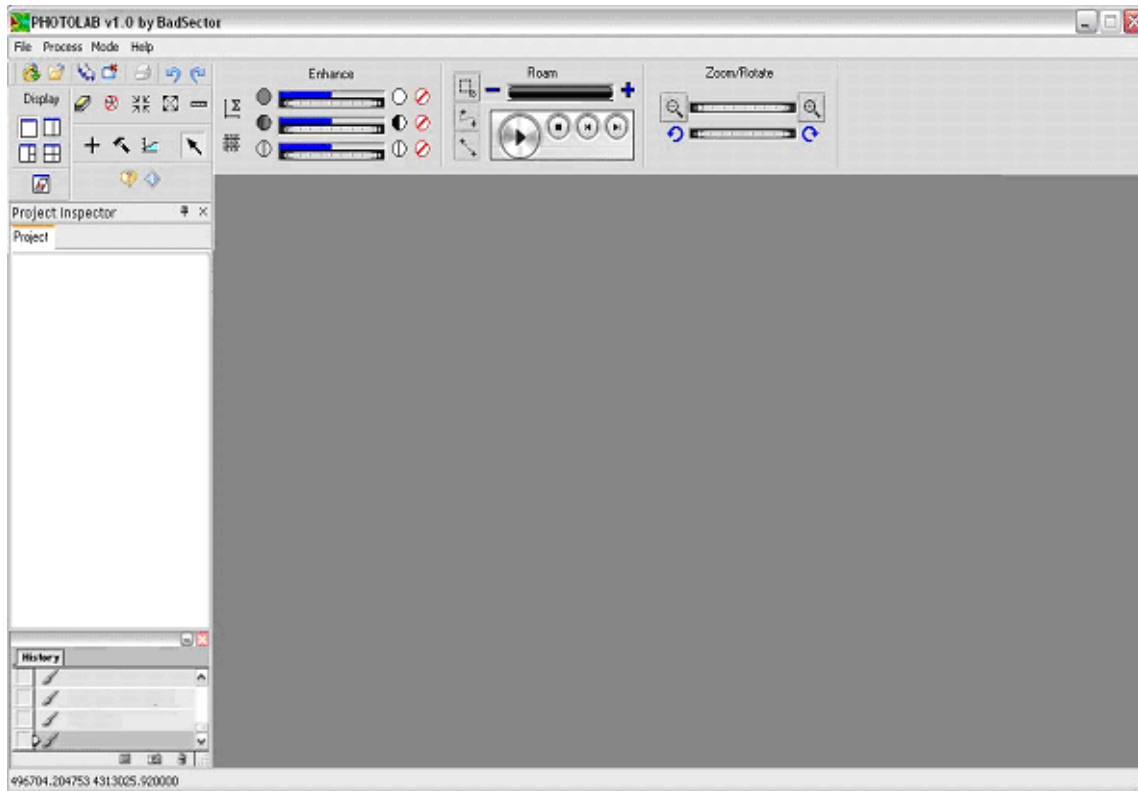 PHOTOLAB v1.0 by BadSector
File Process Mode Help
Enhance
Roam
Zoom/Rotate
Display
Project Inspector
Project
History
496704.204753 4313025.920000